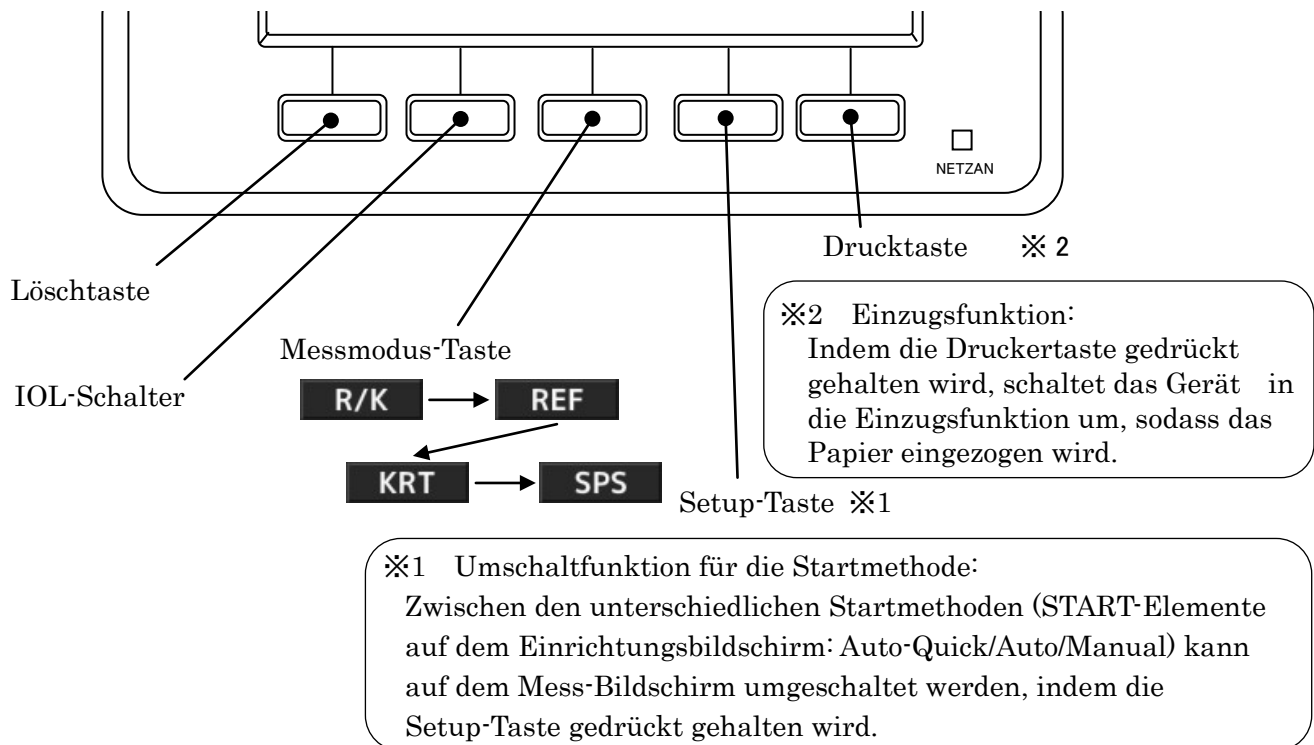 NETZAN
Drucktaste ※ 2
Löschtaste
※2 Einzugsfunktion:
Indem die Druckertaste gedrückt
gehalten wird, schaltet das Gerät in
die Einzugsfunktion um, sodass das
Papier eingezogen wird.
Messmodus-Taste
IOL-Schalter
R/K REF
KRT SPS
Setup-Taste ※1
※1 Umschaltfunktion für die Startmethode:
Zwischen den unterschiedlichen Startmethoden (START-Elemente
auf dem Einrichtungsbildschirm: Auto-Quick/Auto/Manual) kann
auf dem Mess-Bildschirm umgeschaltet werden, indem die
Setup-Taste gedrückt gehalten wird.